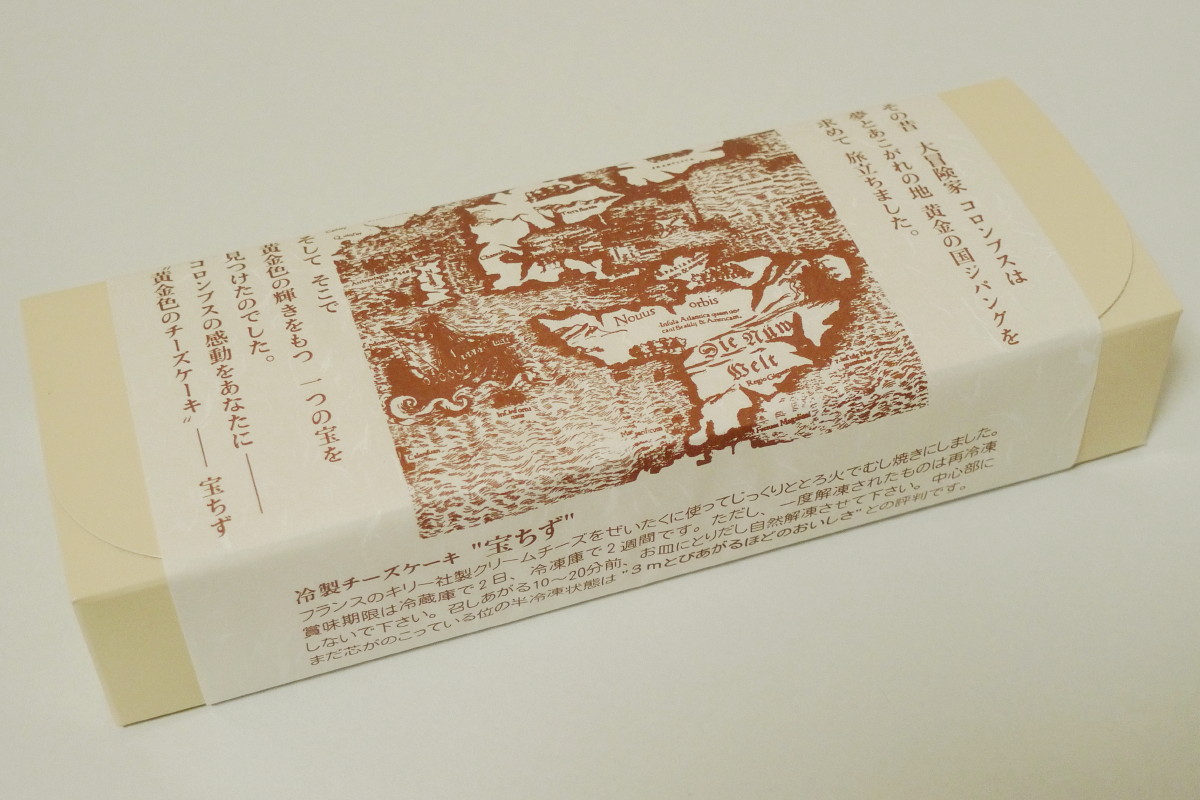 その昔 大冒険家 コロンブスは
夢とあこがれの地 黄金の国ジパングを
求めて 旅立ちました。
Nouus orbis
Die Nüw
Welt
そして そこで
黄金色の輝きをもつ 一つの宝を
見つけたのでした。
コロンブスの感動をあなたに——
黄金色のチーズケーキ〟—— 宝ちず
冷製チーズケーキ "宝ちず"
フランスのキリー社製クリームチーズをぜいたくに使ってじっくりととろ火でむし焼きにしました。
賞味期限は冷蔵庫で2日、冷凍庫で2週間です。ただし、一度解凍されたものは再冷凍
しないで下さい。召しあがる10〜20分前、お皿にとりだし自然解凍させて下さい。中心部に
まだ芯がのこっている位の半冷凍状態は"3mとびあがるほどのおいしさ"との評判です。